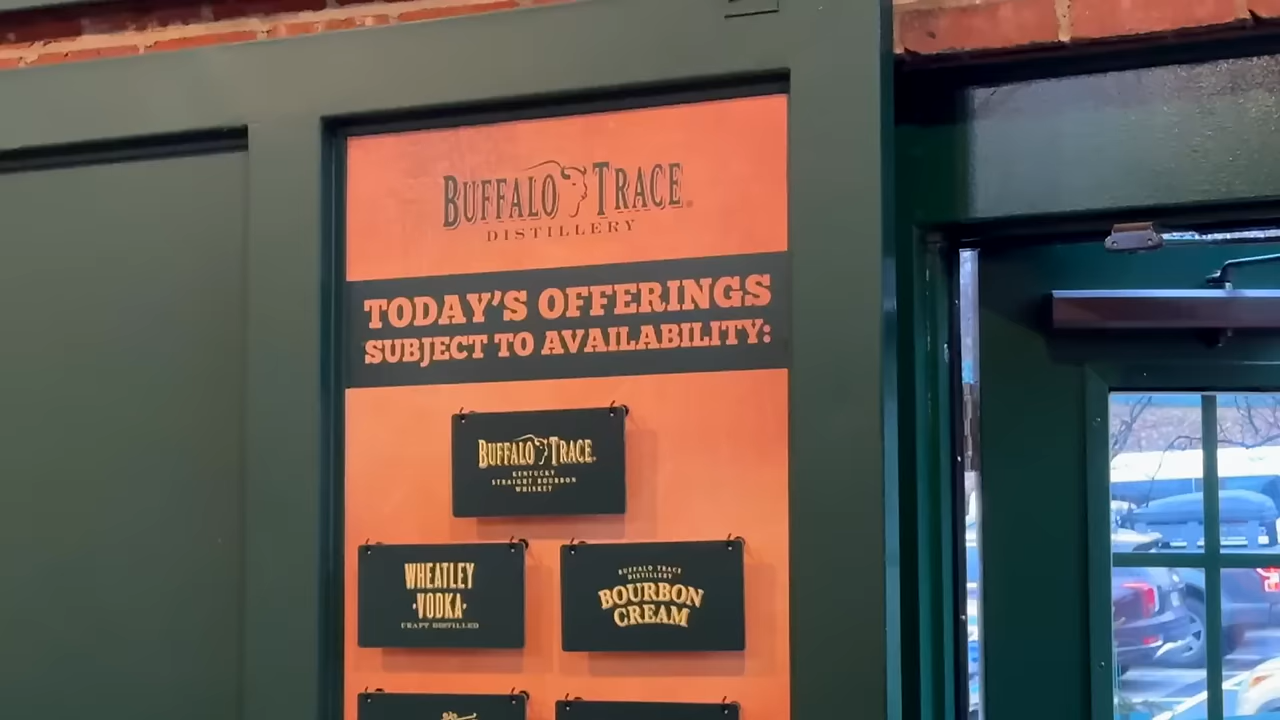 BUFFALO TRACE
DISTILLERY
TODAY'S OFFERINGS
SUBJECT TO AVAILABILITY:
BUFFALO TRACE
KENTUCKY
STRAIGHT BOURBON
WHISKEY
WHEATLEY
·VODKA·
CRAFT DISTILLED
BUFFALO TRACE
DISTILLERY
BOURBON
CREAM